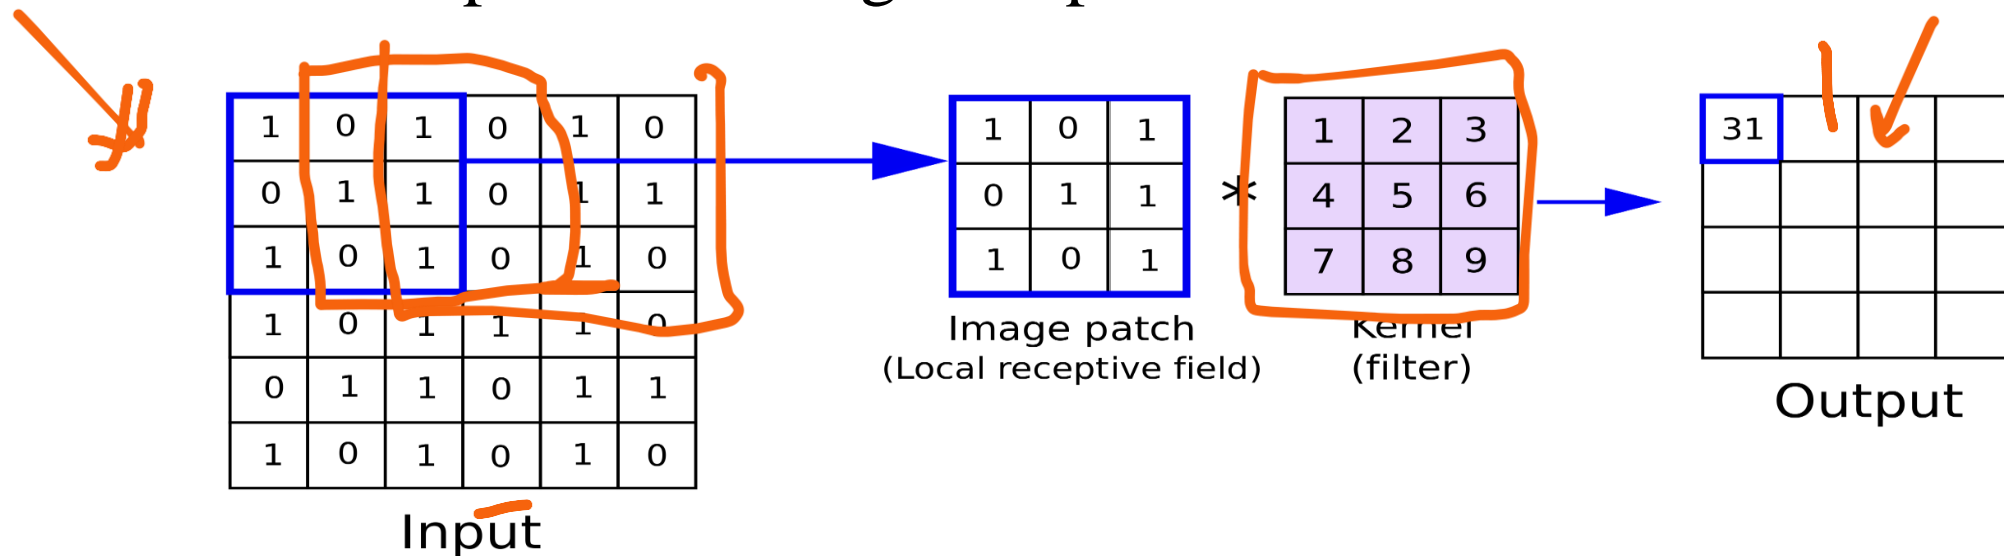 1 0 1 0 1 0
0 1 1 0 1 1
1 0 1 0 1 0
1 0 1 1 1 0
0 1 1 0 1 1
1 0 1 0 1 0
Input
1 0 1
0 1 1
1 0 1
Image patch
(Local receptive field)
*
1 2 3
4 5 6
7 8 9
Kernel
(filter)
31
Output